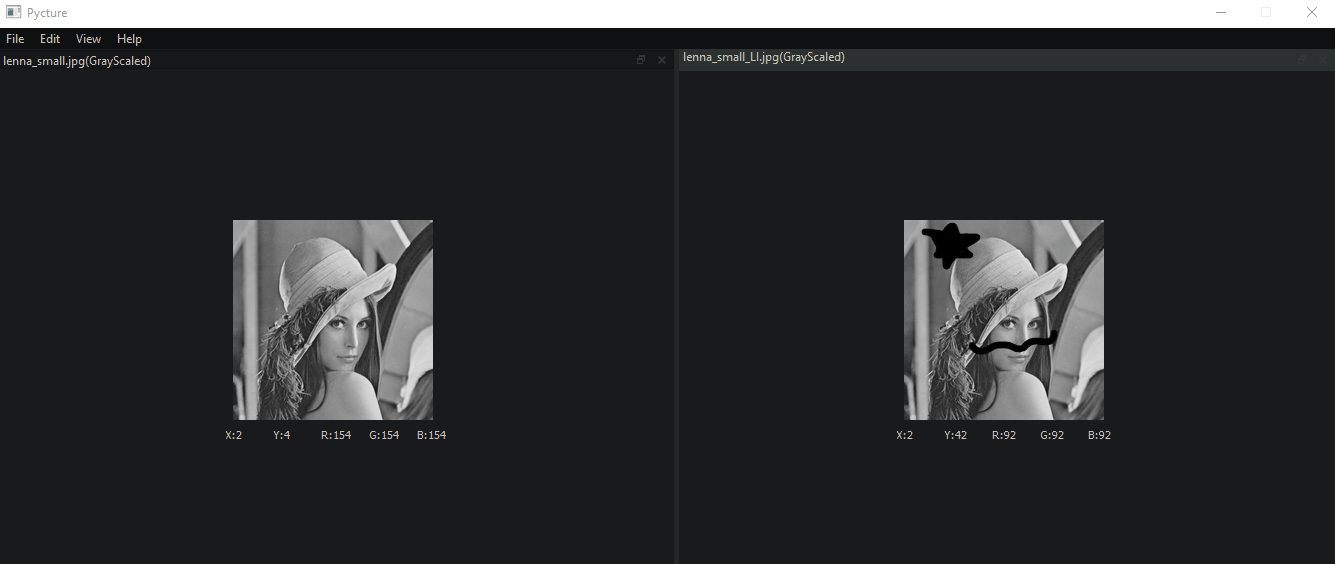 Pycture
File Edit View Help
lenna_small.jpg(GrayScaled)
lenna_small_LI.jpg(GrayScaled)
X:2 Y:4 R:154 G:154 B:154
X:2 Y:42 R:92 G:92 B:92